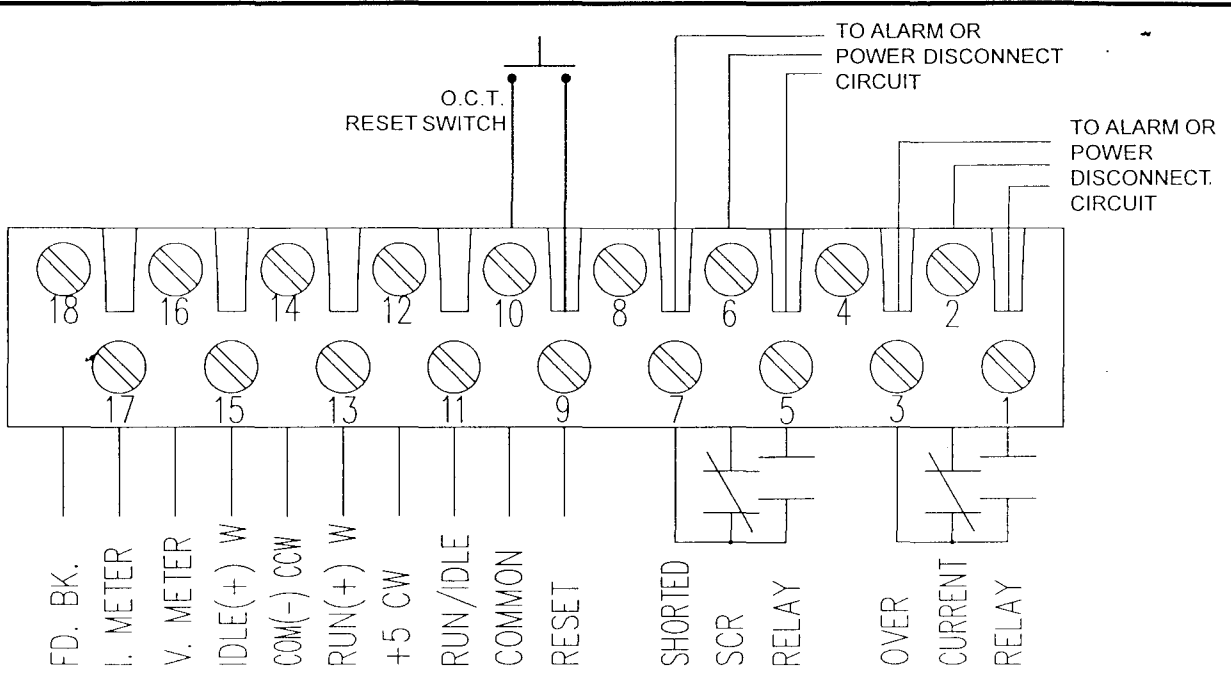 TO ALARM OR
POWER DISCONNECT
CIRCUIT
O.C.T.
RESET SWITCH
TO ALARM OR
POWER
DISCONNECT.
CIRCUIT
18
16
14
12
10
8
6
4
2
17
15
13
11
9
7
5
3
1
FD. BK.
I. METER
V. METER
IDLE(+) W
COM(-) CCW
RUN(+) W
+5 CW
RUN/IDLE
COMMON
RESET
SHORTED
SCR
RELAY
OVER
CURRENT
RELAY